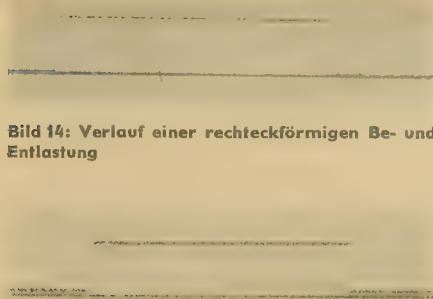 Bild 14: Verlauf einer rechteckförmigen Be- und
Entlastung